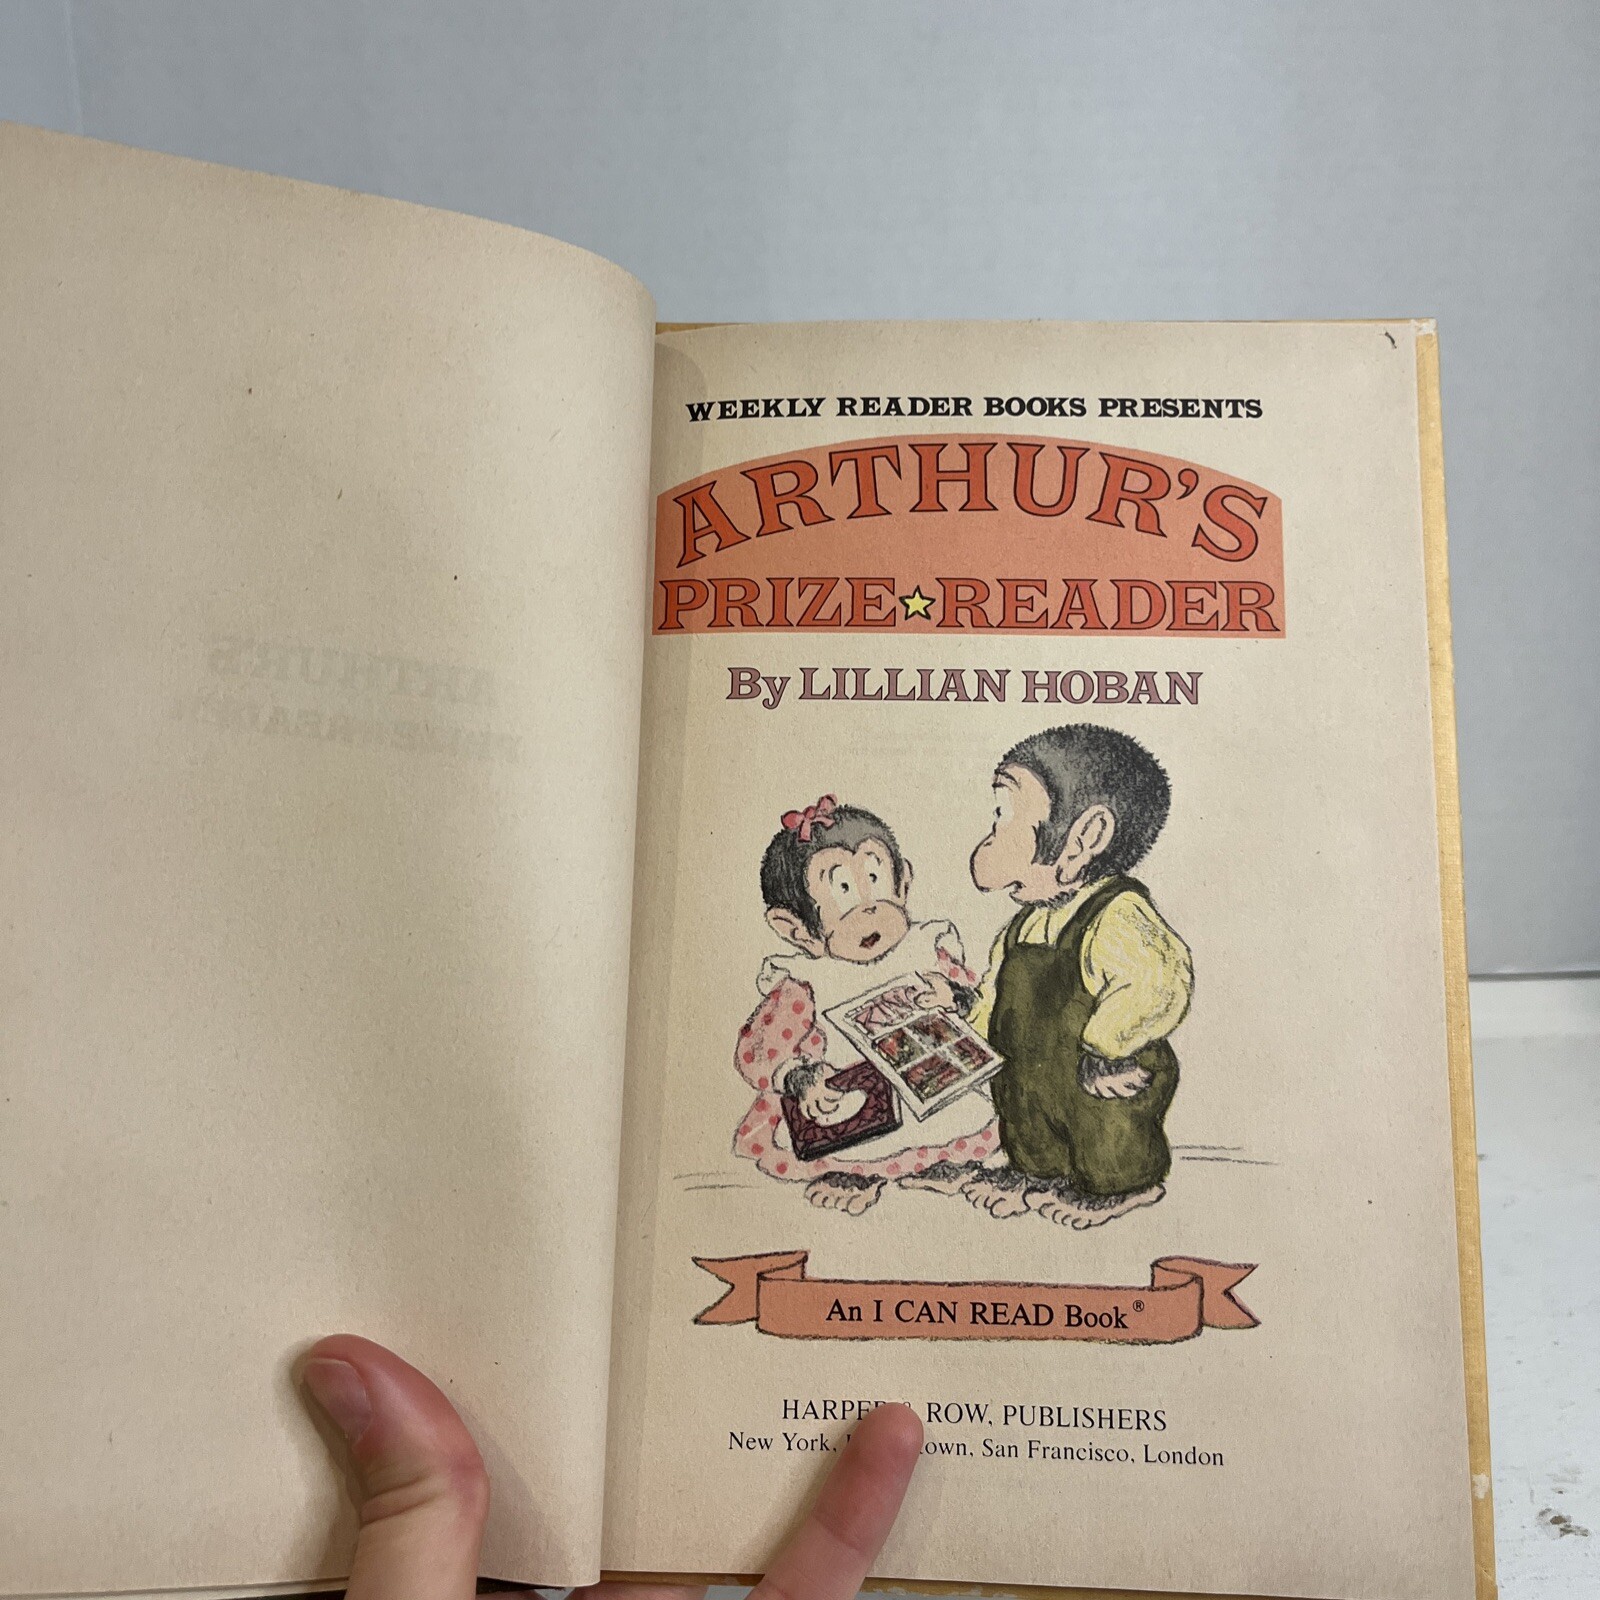 WEEKLY READER BOOKS PRESENTS
ARTHUR'S
PRIZE★READER
By LILLIAN HOBAN
An I CAN READ Book®
HARPER & ROW, PUBLISHERS
New York, San Francisco, London